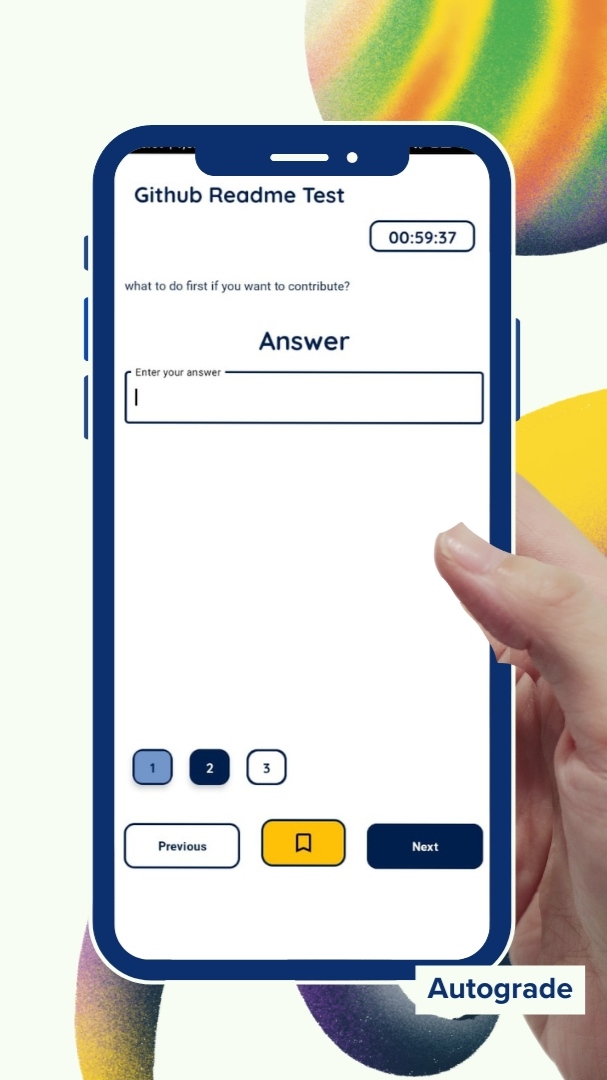 Github Readme Test
00:59:37
what to do first if you want to contribute?
Answer
Enter your answer
1 2 3
Previous Next
Autograde